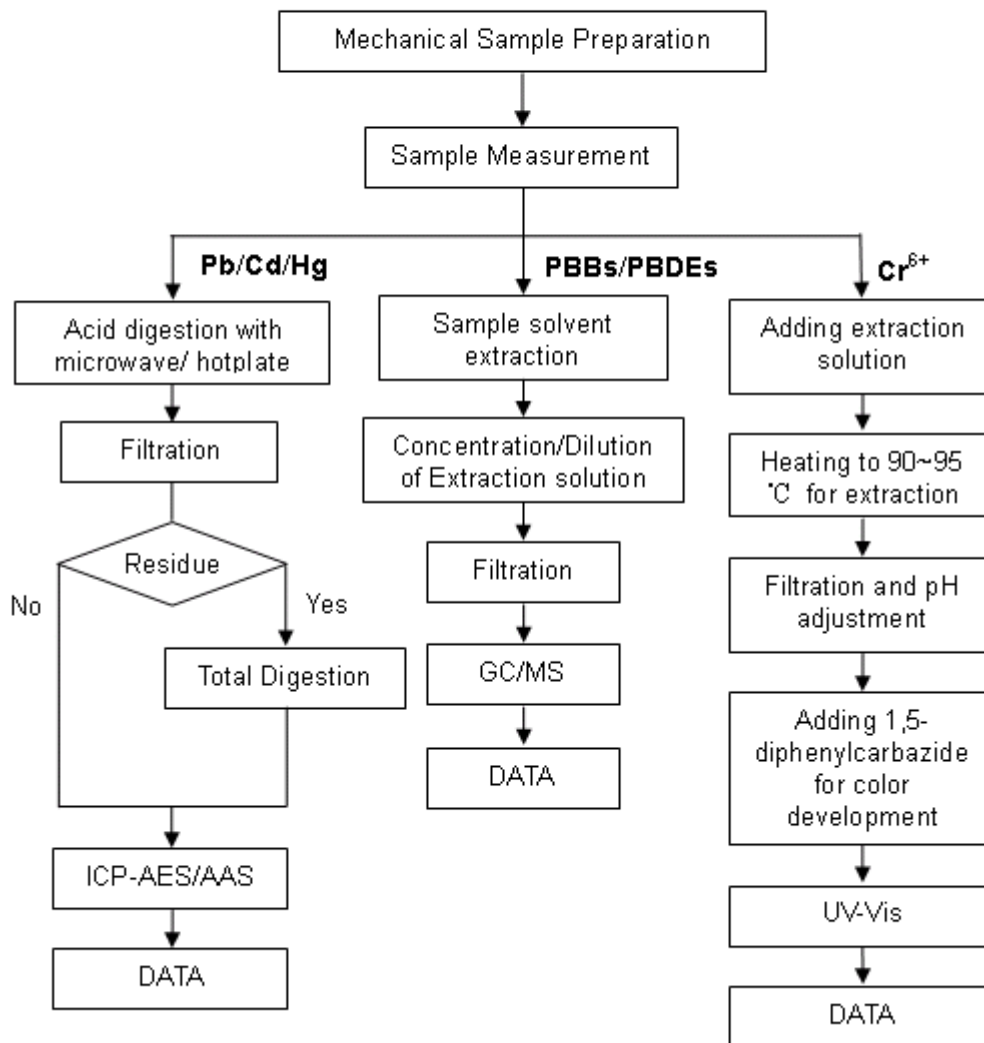 Mechanical Sample Preparation
Sample Measurement
Pb/Cd/Hg
Acid digestion with
microwave/ hotplate
Filtration
Residue
No
Yes
Total Digestion
ICP-AES/AAS
DATA
PBBs/PBDEs
Sample solvent
extraction
Concentration/Dilution
of Extraction solution
Filtration
GC/MS
DATA
Cr⁶⁺
Adding extraction
solution
Heating to 90~95
℃ for extraction
Filtration and pH
adjustment
Adding 1,5-
diphenylcarbazide
for color
development
UV-Vis
DATA